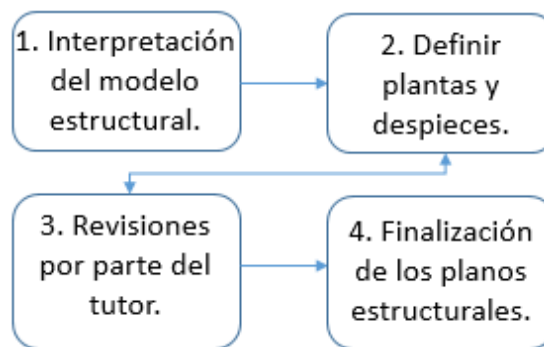 1. Interpretación
del modelo
estructural.
2. Definir
plantas y
despieces.
3. Revisiones
por parte del
tutor.
4. Finalización
de los planos
estructurales.